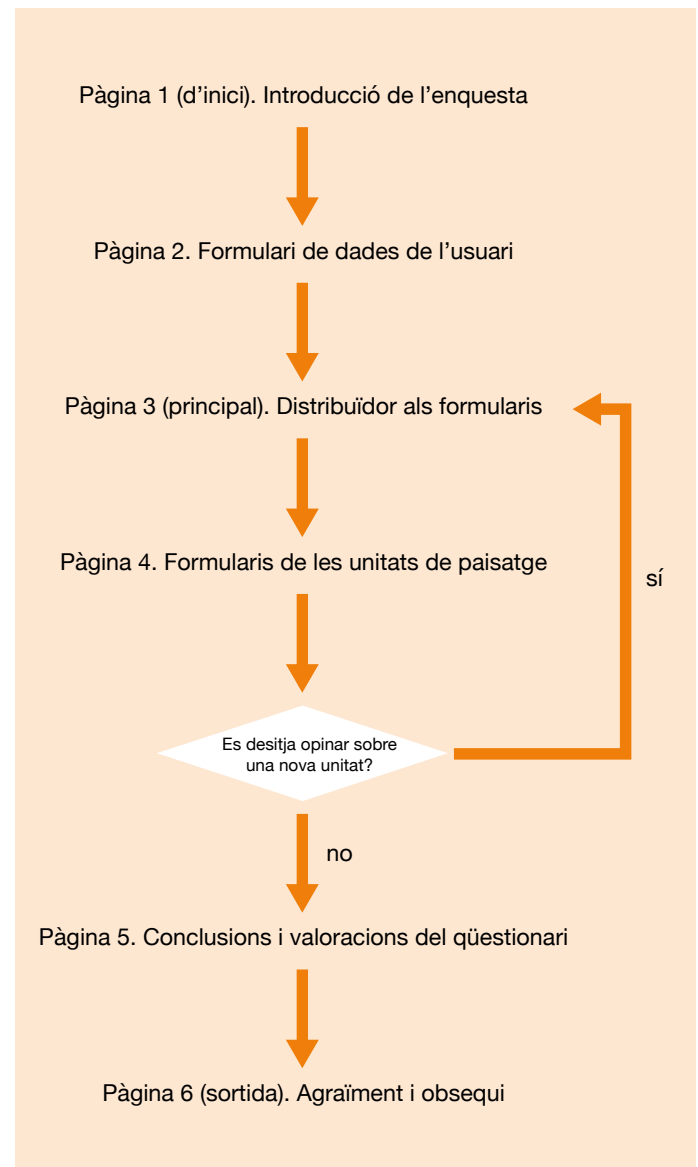 Pàgina 1 (d’inici). Introducció de l’enquesta
Pàgina 2. Formulari de dades de l’usuari
Pàgina 3 (principal). Distribuïdor als formularis
Pàgina 4. Formularis de les unitats de paisatge
sí
Es desitja opinar sobre
una nova unitat?
no
Pàgina 5. Conclusions i valoracions del qüestionari
Pàgina 6 (sortida). Agraïment i obsequi